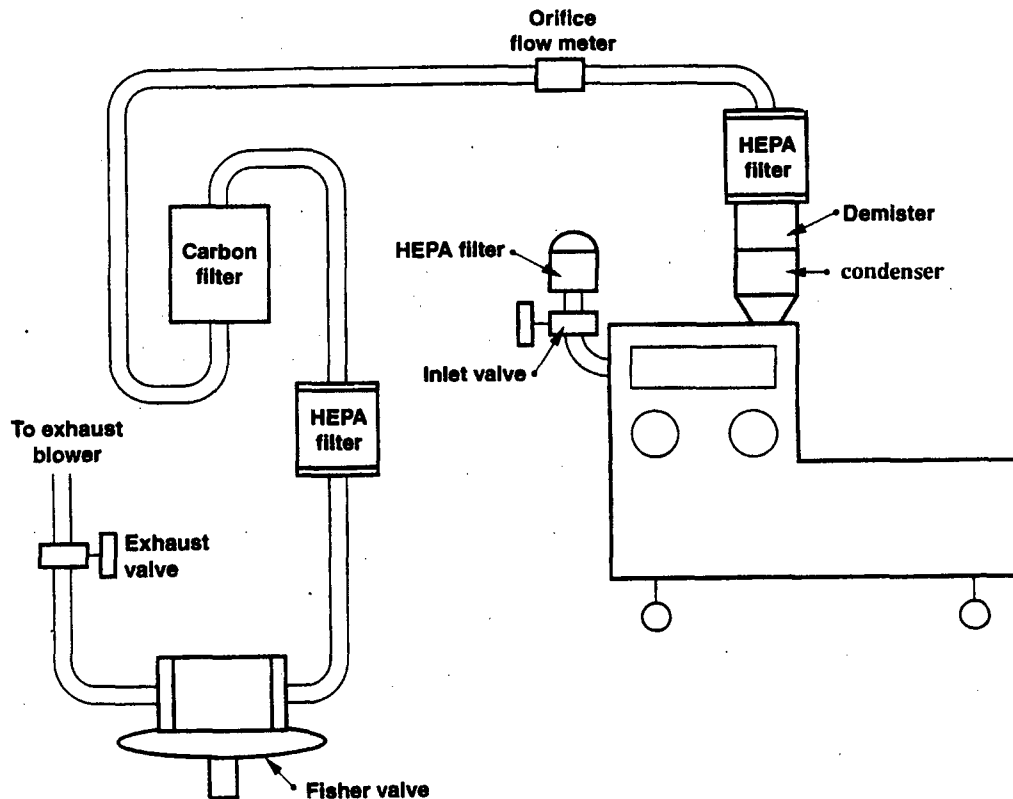 Orifice
flow meter
HEPA
filter
Demister
HEPA filter
condenser
Carbon
filter
Inlet valve
HEPA
filter
To exhaust
blower
Exhaust
valve
Fisher valve